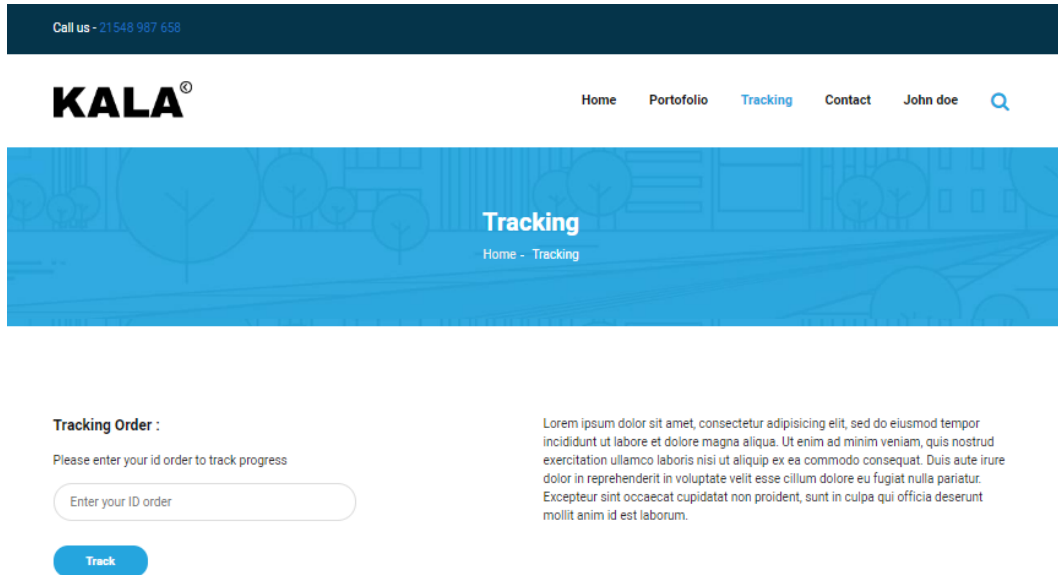 Call us - 21548 987 658
KALA©
Home Portofolio Tracking Contact John doe
Tracking
Home - Tracking
Tracking Order :
Please enter your id order to track progress
Enter your ID order
Track
Lorem ipsum dolor sit amet, consectetur adipisicing elit, sed do eiusmod tempor
incididunt ut labore et dolore magna aliqua. Ut enim ad minim veniam, quis nostrud
exercitation ullamco laboris nisi ut aliquip ex ea commodo consequat. Duis aute irure
dolor in reprehenderit in voluptate velit esse cillum dolore eu fugiat nulla pariatur.
Excepteur sint occaecat cupidatat non proident, sunt in culpa qui officia deserunt
mollit anim id est laborum.